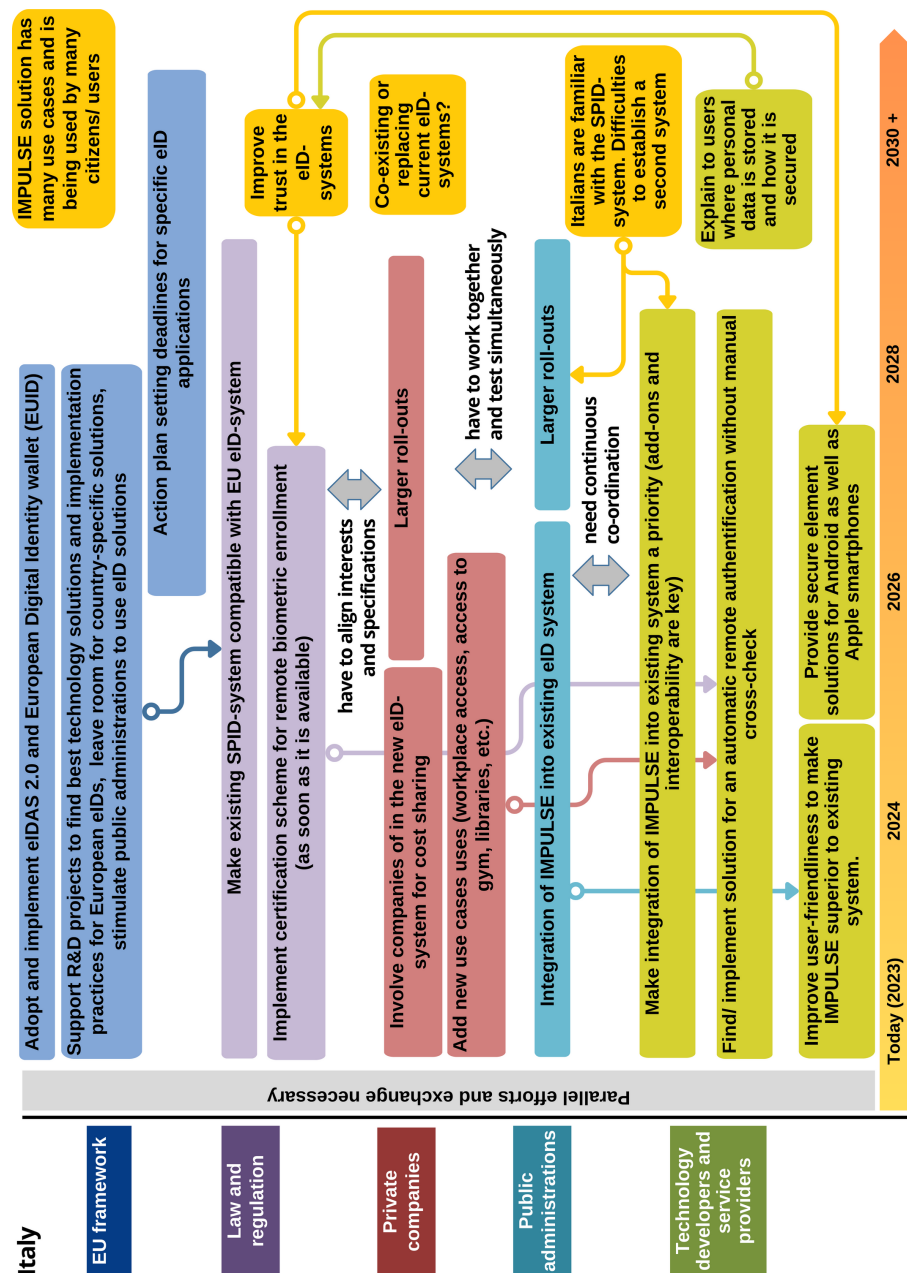 Italy
EU framework
Adopt and implement eIDAS 2.0 and European Digital Identity wallet (EUID)
Support R&D projects to find best technology solutions and implementation
practices for European eIDs, leave room for country-specific solutions,
stimulate public administrations to use eID solutions
Action plan setting deadlines for specific eID
applications
IMPULSE solution has
many use cases and is
being used by many
citizens/ users
Law and
regulation
Make existing SPID-system compatible with EU eID-system
Implement certification scheme for remote biometric enrollment
(as soon as it is available)
Improve
trust in the
eID-
systems
have to align interests
and specifications
Co-existing or
replacing
current eID-
systems?
Private
companies
Involve companies of in the new eID-
system for cost sharing
Larger roll-outs
Add new use cases uses (workplace access, access to
gym, libraries, etc.)
have to work together
and test simultaneously
Public
administrations
Integration of IMPULSE into existing eID system
Larger roll-outs
need continuous
co-ordination
Italians are familiar
with the SPID-
system. Difficulties
to establish a
second system
Technology
developers and
service
providers
Make integration of IMPULSE into existing system a priority (add-ons and
interoperability are key)
Find/ implement solution for an automatic remote authentification without manual
cross-check
Explain to users
where personal
data is stored
and how it is
secured
Improve user-friendliness to make
IMPULSE superior to existing
system.
Provide secure element
solutions for Android as well as
Apple smartphones
Parallel efforts and exchange necessary
Today (2023)
2024
2026
2028
2030 +